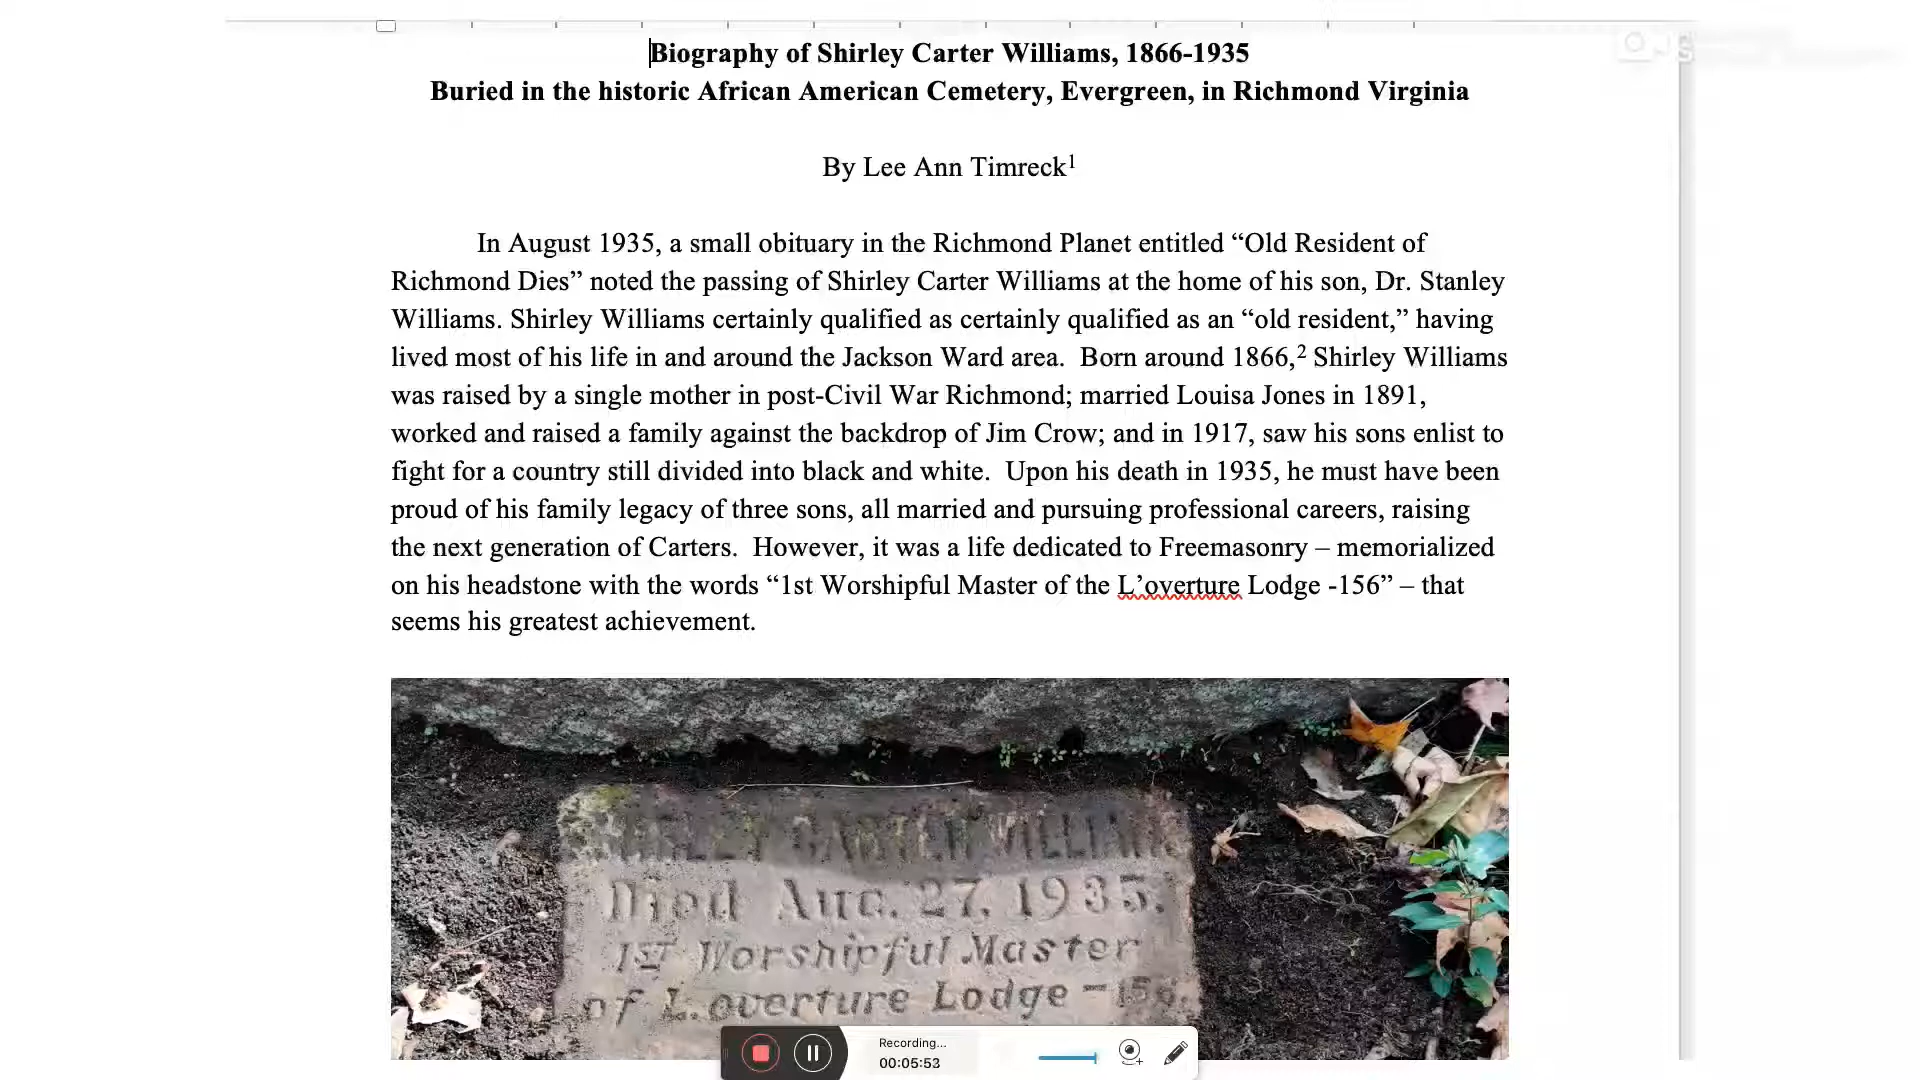 Biography of Shirley Carter Williams, 1866-1935
Buried in the historic African American Cemetery, Evergreen, in Richmond Virginia
By Lee Ann Timreck1
In August 1935, a small obituary in the Richmond Planet entitled “Old Resident of
Richmond Dies” noted the passing of Shirley Carter Williams at the home of his son, Dr. Stanley
Williams. Shirley Williams certainly qualified as certainly qualified as an “old resident,” having
lived most of his life in and around the Jackson Ward area.  Born around 1866,2 Shirley Williams
was raised by a single mother in post-Civil War Richmond; married Louisa Jones in 1891,
worked and raised a family against the backdrop of Jim Crow; and in 1917, saw his sons enlist to
fight for a country still divided into black and white.  Upon his death in 1935, he must have been
proud of his family legacy of three sons, all married and pursuing professional careers, raising
the next generation of Carters.  However, it was a life dedicated to Freemasonry – memorialized
on his headstone with the words “1st Worshipful Master of the L’overture Lodge -156” – that
seems his greatest achievement.
CARTER WILLIAMS
Died Aug. 27. 1935.
1ST Worshipful Master
of L.overture Lodge - 156.
Recording...
00:05:53